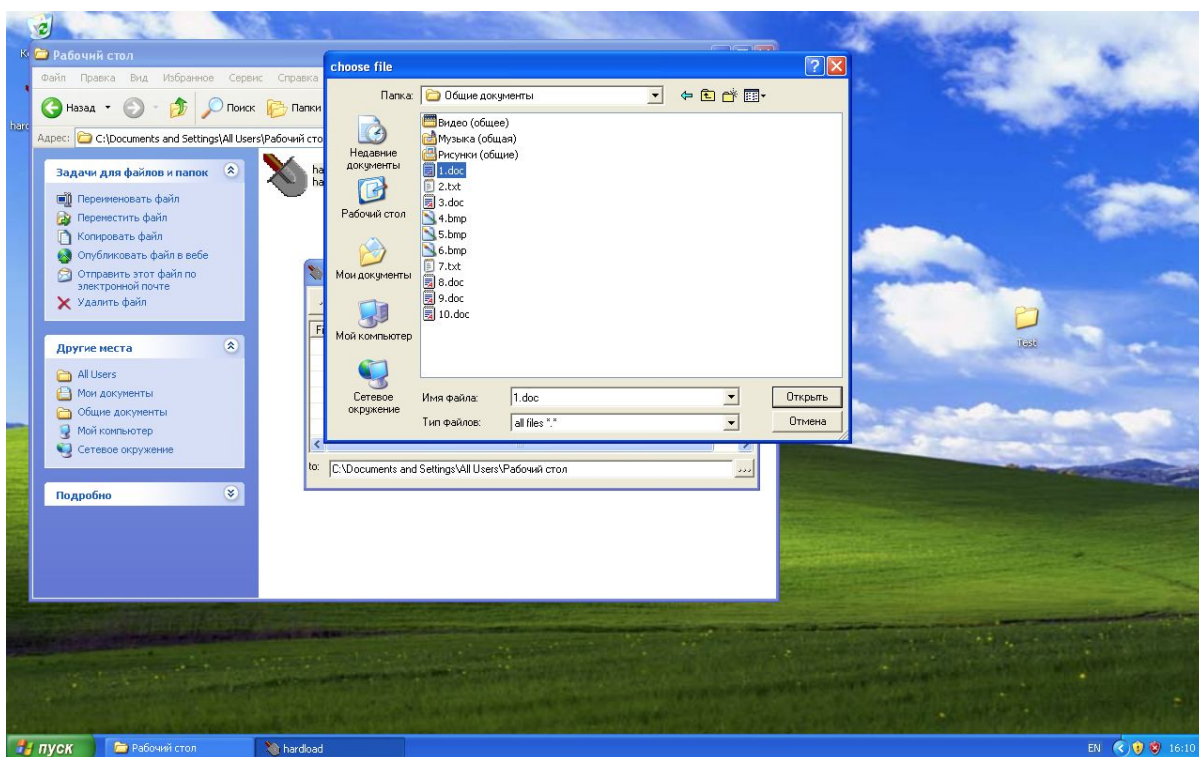 Рабочий стол
Файл Правка Вид Избранное Сервис Справка
Назад Поиск Папки
Адрес: C:\Documents and Settings\All Users\Рабочий сто
Задачи для файлов и папок
Переименовать файл
Переместить файл
Копировать файл
Опубликовать файл в вебе
Отправить этот файл по
электронной почте
Удалить файл
Другие места
All Users
Мои документы
Общие документы
Мой компьютер
Сетевое окружение
Подробно
choose file
Папка: Общие документы
Недавние
документы
Рабочий стол
Мои документы
Мой компьютер
Сетевое
окружение
Видео (общее)
Музыка (общая)
Рисунки (общие)
1.doc
2.txt
3.doc
4.bmp
5.bmp
6.bmp
7.txt
8.doc
9.doc
10.doc
Имя файла: 1.doc Открыть
Тип файлов: all files *.* Отмена
to: C:\Documents and Settings\All Users\Рабочий стол ...
Test
пуск Рабочий стол hardload EN 16:10